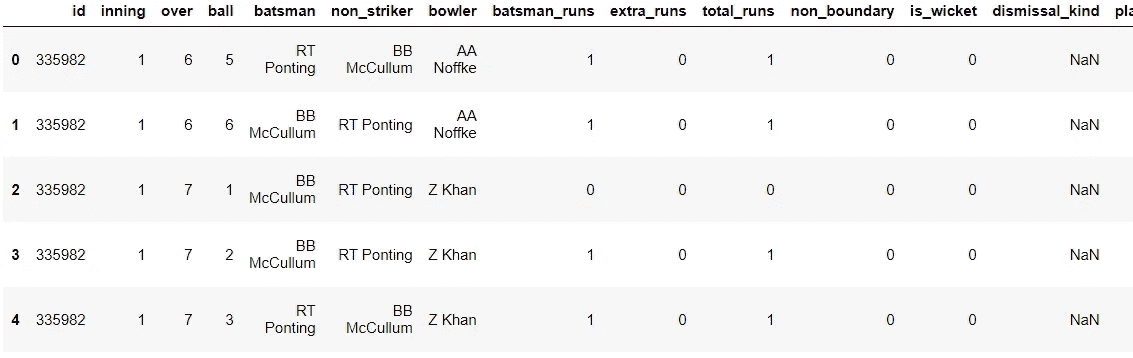 id inning over ball batsman non_striker bowler batsman_runs extra_runs total_runs non_boundary is_wicket dismissal_kind pla
0 335982 1 6 5 RT Ponting BB McCullum AA Noffke 1 0 1 0 0 NaN
1 335982 1 6 6 BB McCullum RT Ponting AA Noffke 1 0 1 0 0 NaN
2 335982 1 7 1 BB McCullum RT Ponting Z Khan 0 0 0 0 0 NaN
3 335982 1 7 2 BB McCullum RT Ponting Z Khan 1 0 1 0 0 NaN
4 335982 1 7 3 RT Ponting BB McCullum Z Khan 1 0 1 0 0 NaN